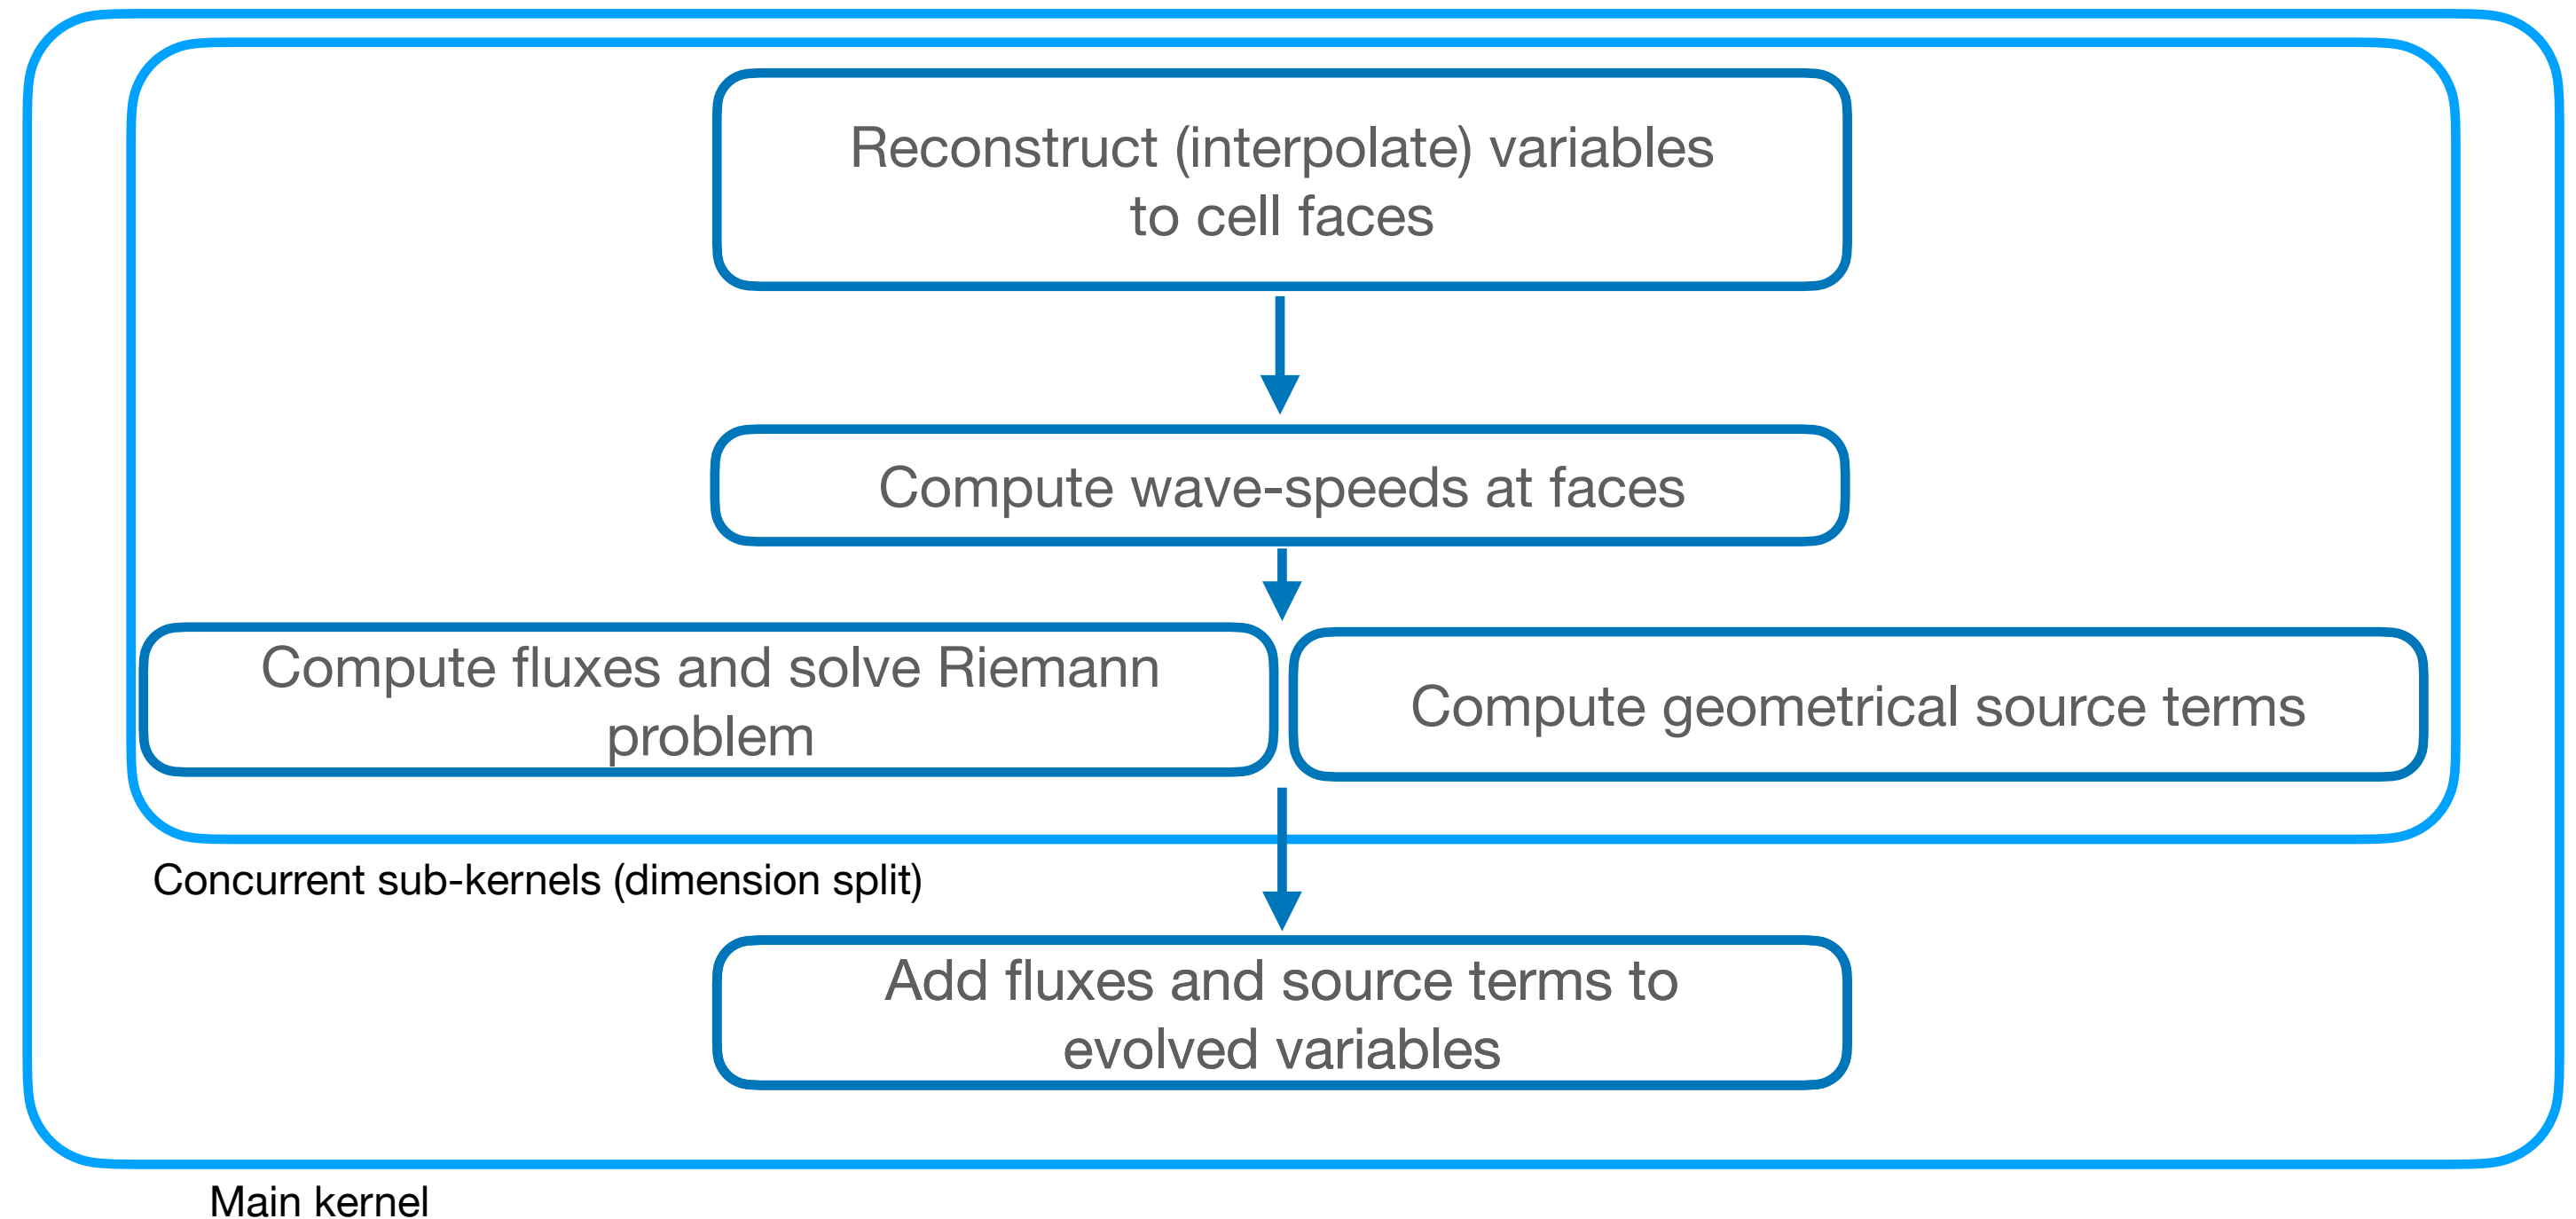 Reconstruct (interpolate) variables
to cell faces
Compute wave-speeds at faces
Compute fluxes and solve Riemann
problem
Compute geometrical source terms
Concurrent sub-kernels (dimension split)
Add fluxes and source terms to
evolved variables
Main kernel